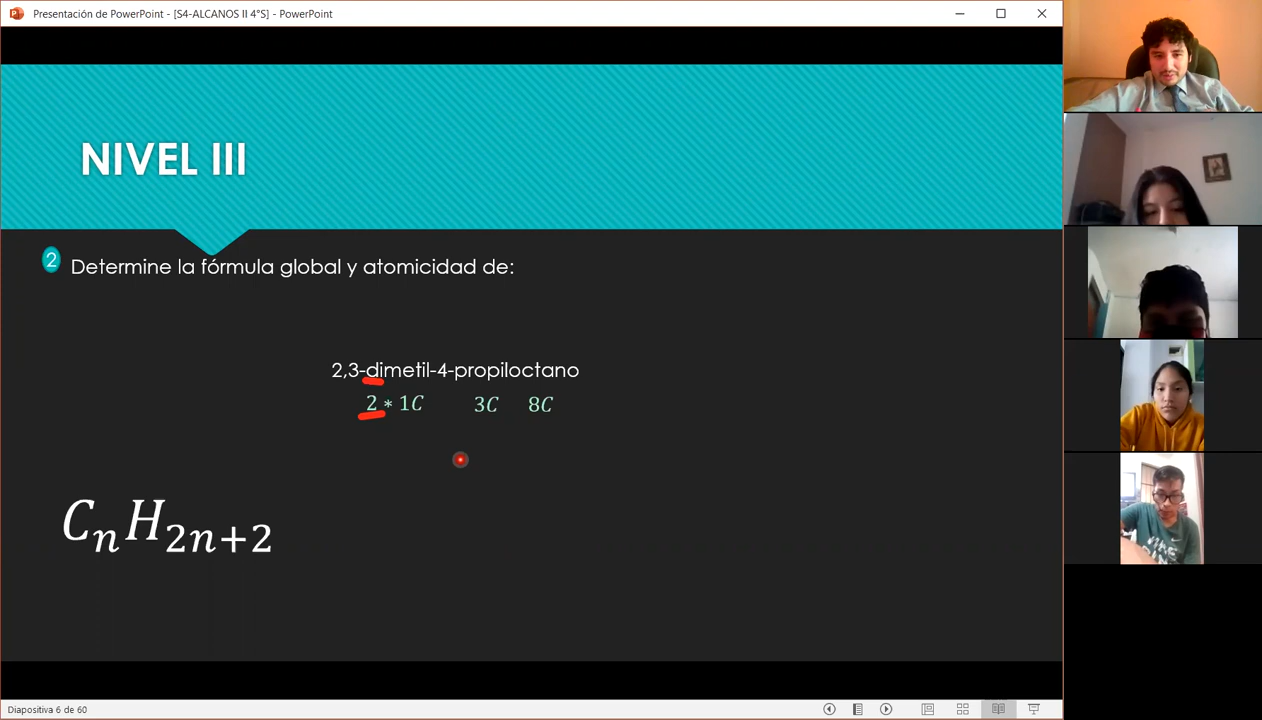 Presentación de PowerPoint - [S4-ALCANOS II 4°S] - PowerPoint
NIVEL III
2 Determine la fórmula global y atomicidad de:
2,3-dimetil-4-propiloctano
2 * 1C 3C 8C
CₙH₂ₙ₊₂
Diapositiva 6 de 60